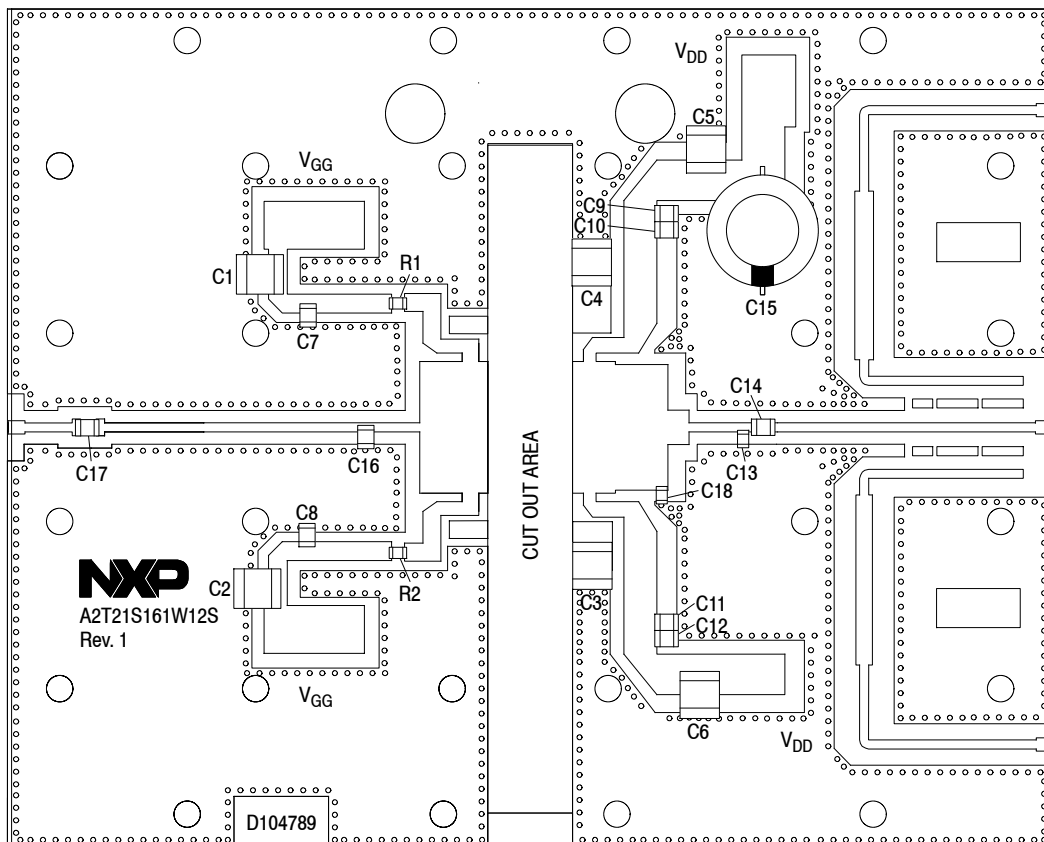 V_DD
C5
V_GG
C9
C10
C1
R1
C4
C15
C7
C14
C17
C16
C13
C18
CUT OUT AREA
C8
NXP
C2
R2
C3
C11
A2T21S161W12S
C12
Rev. 1
V_GG
C6
V_DD
D104789